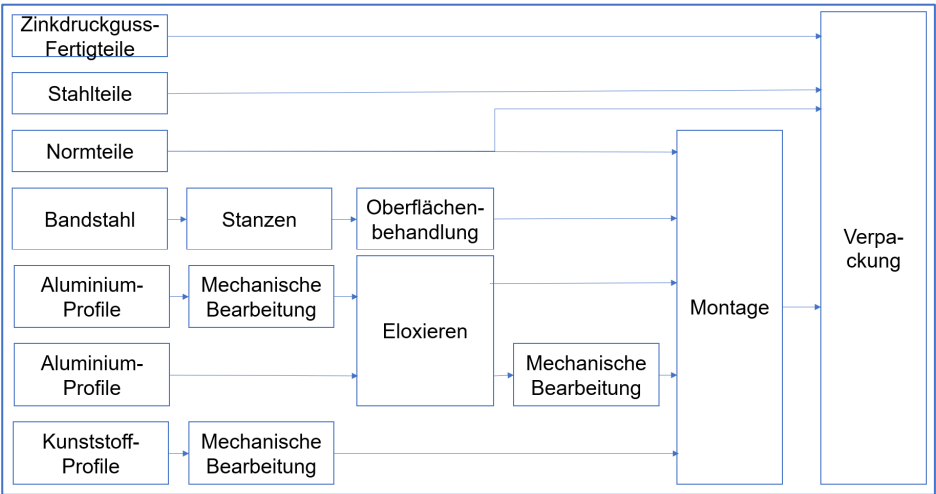 Zinkdruckguss-
Fertigteile
Stahlteile
Normteile
Bandstahl
Stanzen
Oberflächen-
behandlung
Aluminium-
Profile
Mechanische
Bearbeitung
Eloxieren
Aluminium-
Profile
Mechanische
Bearbeitung
Kunststoff-
Profile
Mechanische
Bearbeitung
Montage
Verpa-
ckung